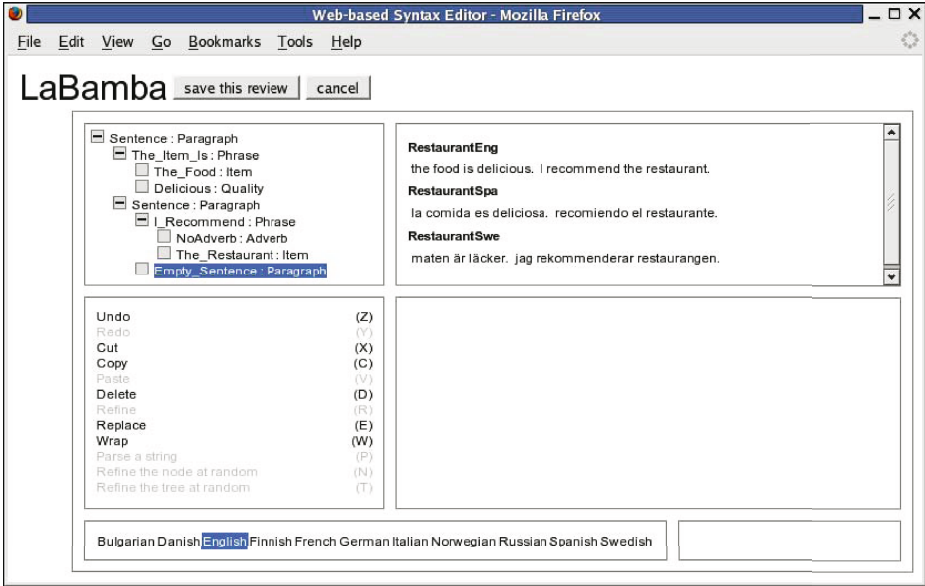 Web-based Syntax Editor - Mozilla Firefox
File Edit View Go Bookmarks Tools Help
LaBamba save this review cancel
Sentence : Paragraph
The_Item_Is : Phrase
The_Food : Item
Delicious : Quality
Sentence : Paragraph
I_Recommend : Phrase
NoAdverb : Adverb
The_Restaurant : Item
Empty_Sentence : Paragraph
RestaurantEng
the food is delicious. I recommend the restaurant.
RestaurantSpa
la comida es deliciosa. recomiendo el restaurante.
RestaurantSwe
maten är läcker. jag rekommenderar restaurangen.
Undo (Z)
Redo (Y)
Cut (X)
Copy (C)
Paste (V)
Delete (D)
Refine (R)
Replace (E)
Wrap (W)
Parse a string (P)
Refine the node at random (N)
Refine the tree at random (T)
Bulgarian Danish English Finnish French German Italian Norwegian Russian Spanish Swedish